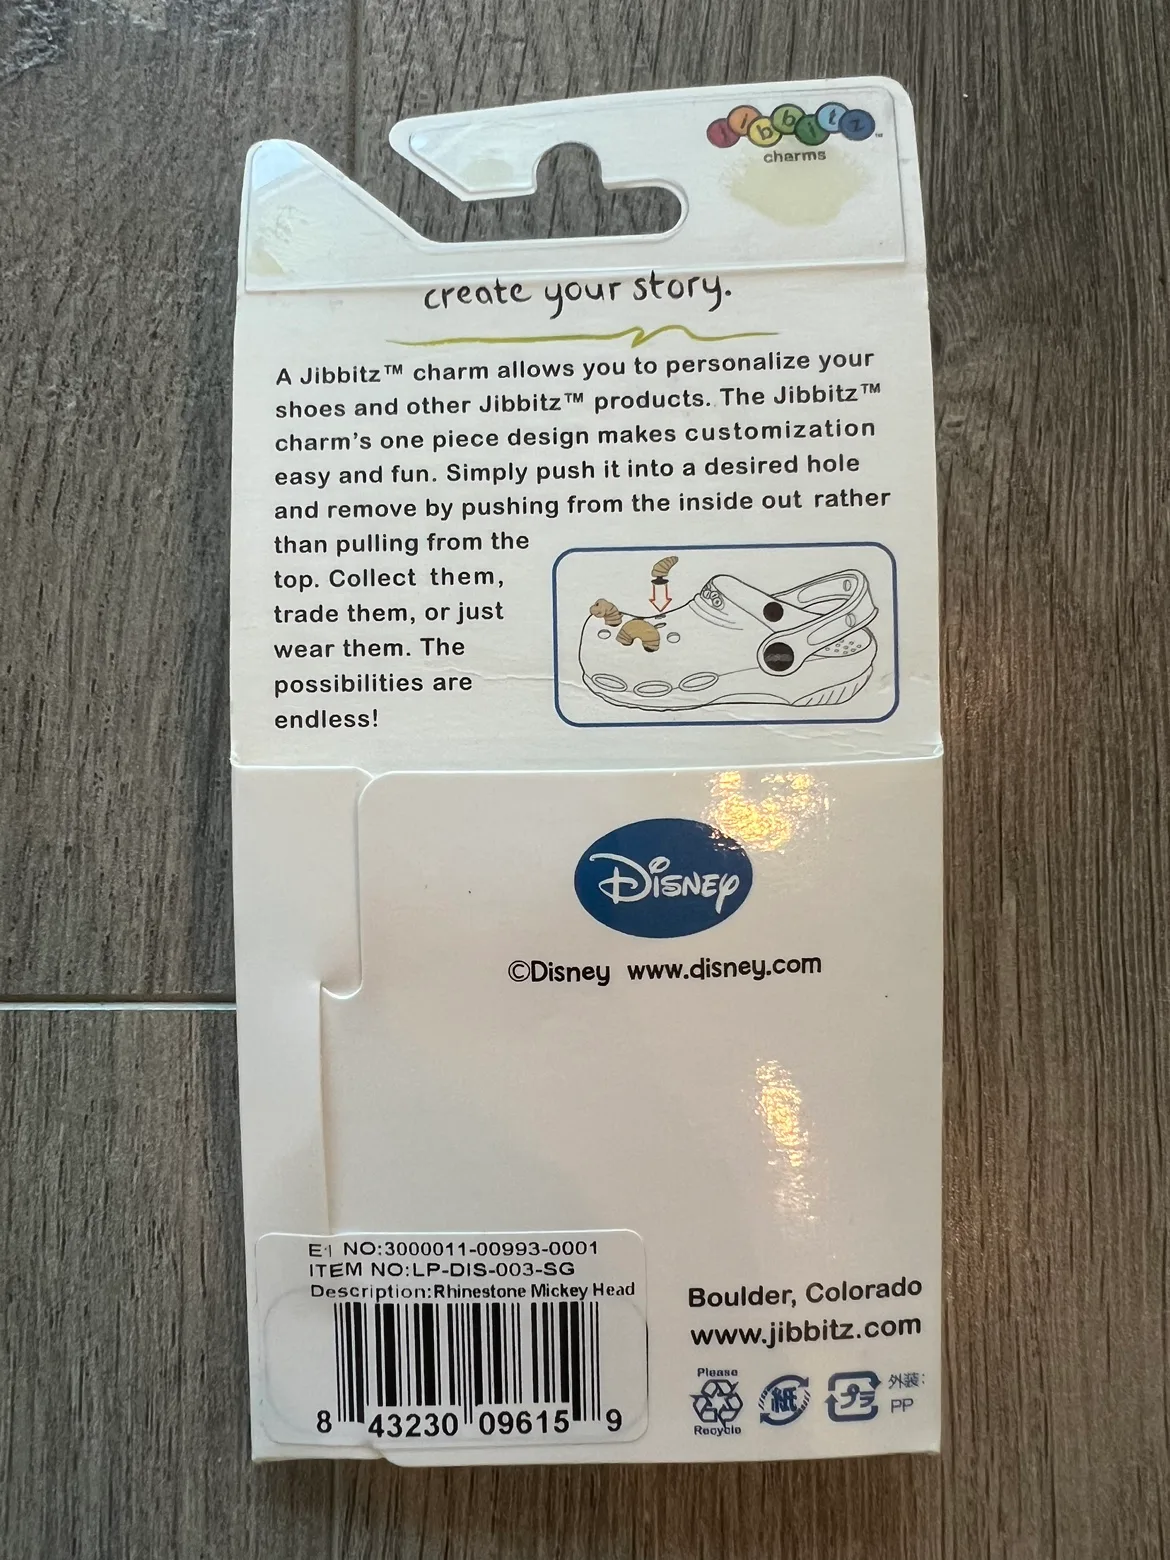 jibbitz™
charms
create your story.
A Jibbitz™ charm allows you to personalize your
shoes and other Jibbitz™ products. The Jibbitz™
charm's one piece design makes customization
easy and fun. Simply push it into a desired hole
and remove by pushing from the inside out rather
than pulling from the
top. Collect them,
trade them, or just
wear them. The
possibilities are
endless!
Disney
©Disney www.disney.com
E1 NO:3000011-00993-0001
ITEM NO:LP-DIS-003-SG
Description:Rhinestone Mickey Head
8 43230 09615 9
Boulder, Colorado
www.jibbitz.com
Please
Recycle
紙
プラ
外装:
PP